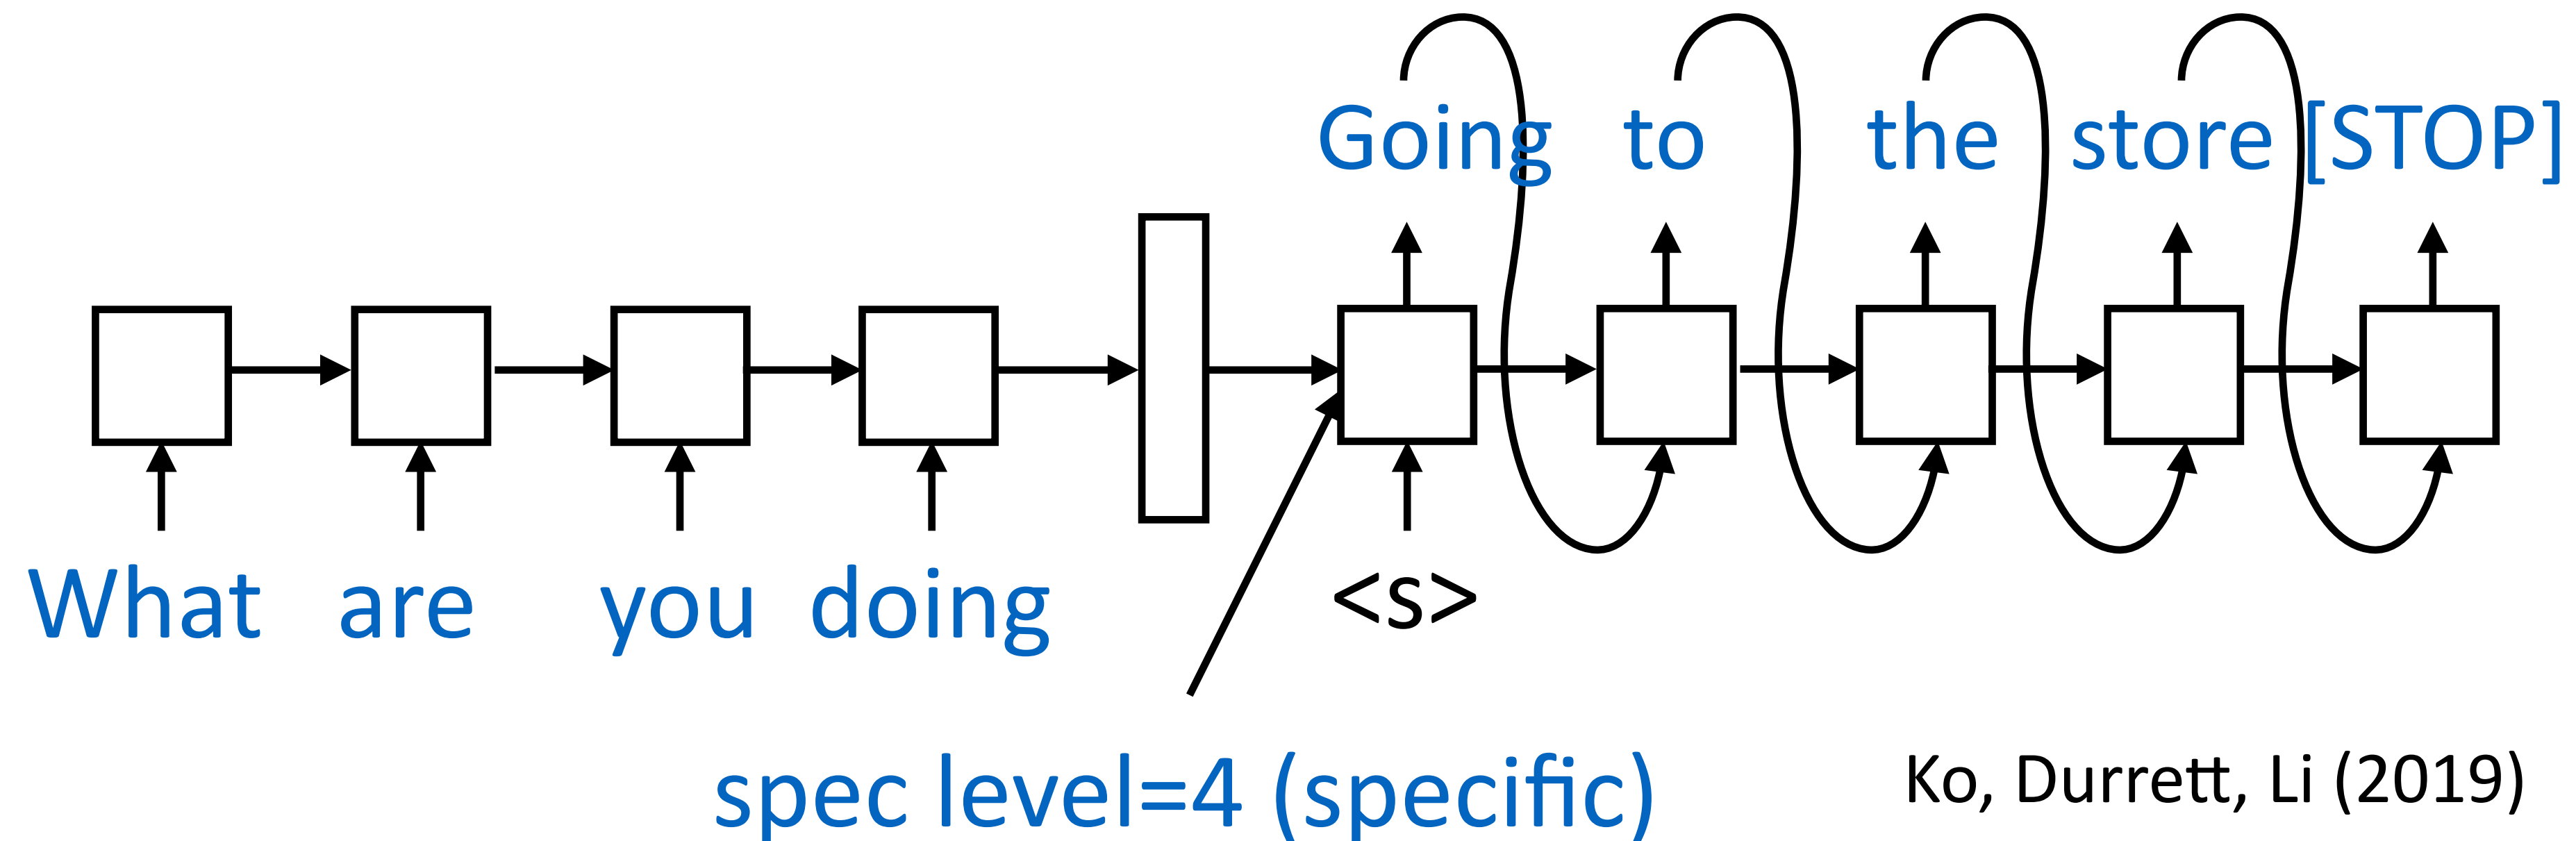 Going to the store [STOP]
What are you doing <s>
spec level=4 (specific)
Ko, Durrett, Li (2019)